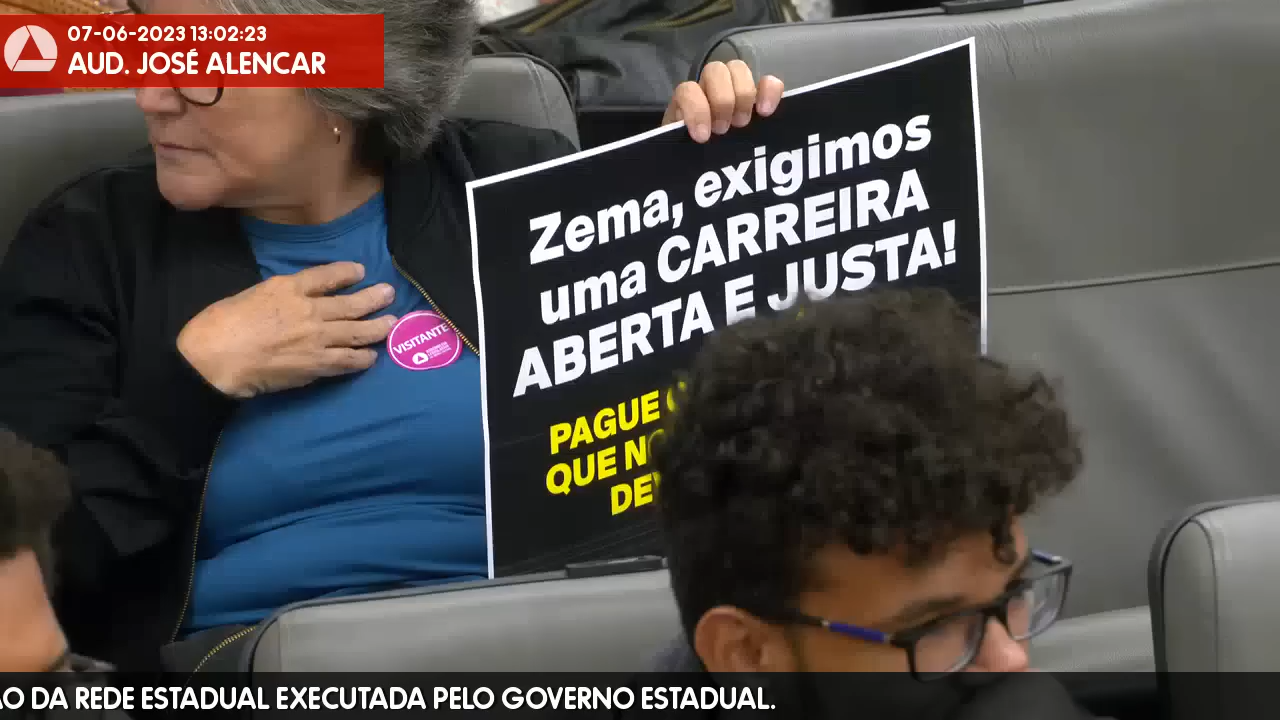 07-06-2023 13:02:23
AUD. JOSÉ ALENCAR
Zema, exigimos
uma CARREIRA
ABERTA E JUSTA!
VISITANTE
PAGUE
QUE
DA REDE ESTADUAL EXECUTADA PELO GOVERNO ESTADUAL.